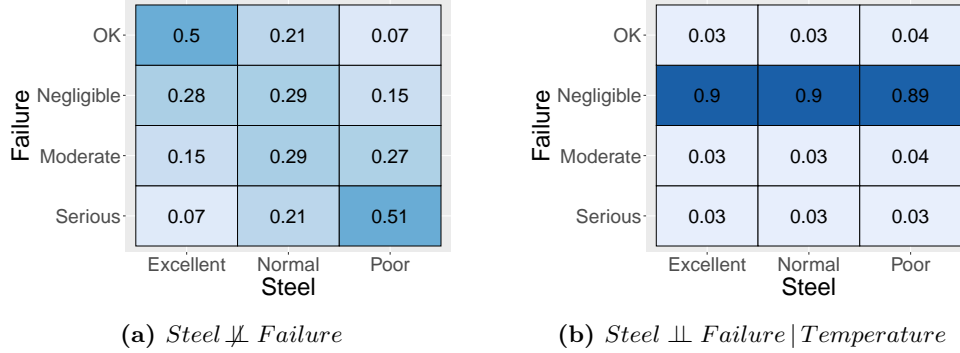 OK 0.5 0.21 0.07
Negligible 0.28 0.29 0.15
Moderate 0.15 0.29 0.27
Serious 0.07 0.21 0.51
Failure
Excellent Normal Poor
Steel
(a) Steel ⊥̸⊥ Failure
OK 0.03 0.03 0.04
Negligible 0.9 0.9 0.89
Moderate 0.03 0.03 0.04
Serious 0.03 0.03 0.03
Failure
Excellent Normal Poor
Steel
(b) Steel ⊥⊥ Failure | Temperature